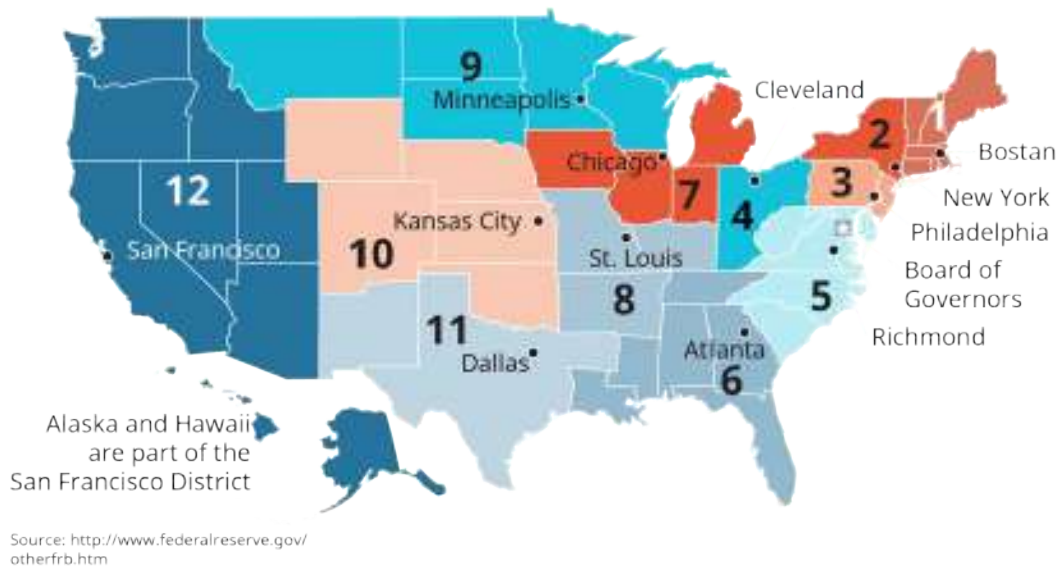 9
Minneapolis
Cleveland
2
Chicago
Bostan
12
7
3
4
New York
Kansas City
Philadelphia
San Francisco
10
St. Louis
Board of
Governors
8
5
11
Richmond
Atlanta
Dallas
6
Alaska and Hawaii
are part of the
San Francisco District
Source: http://www.federalreserve.gov/
otherfrb.htm